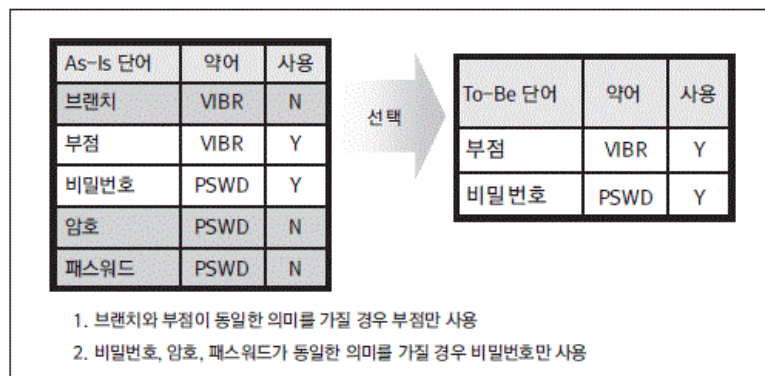 As-Is 단어 약어 사용
브랜치 VIBR N
부점 VIBR Y
비밀번호 PSWD Y
암호 PSWD N
패스워드 PSWD N
선택
To-Be 단어 약어 사용
부점 VIBR Y
비밀번호 PSWD Y
1. 브랜치와 부점이 동일한 의미를 가질 경우 부점만 사용
2. 비밀번호, 암호, 패스워드가 동일한 의미를 가질 경우 비밀번호만 사용